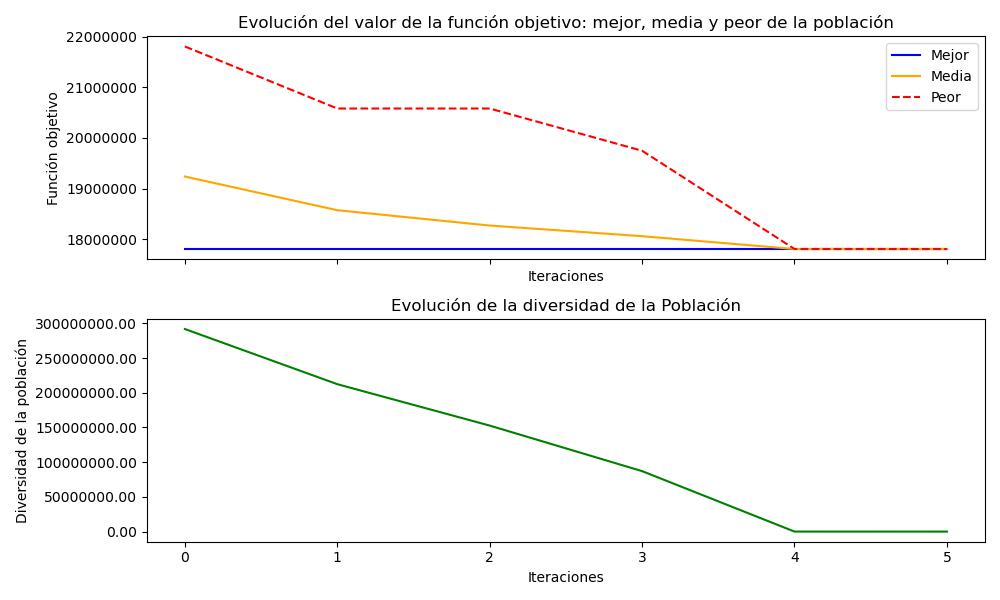 Evolución del valor de la función objetivo: mejor, media y peor de la población
22000000
21000000
20000000
19000000
18000000
Función objetivo
Mejor
Media
Peor
Iteraciones
Evolución de la diversidad de la Población
300000000.00
250000000.00
200000000.00
150000000.00
100000000.00
50000000.00
0.00
Diversidad de la población
0 1 2 3 4 5
Iteraciones